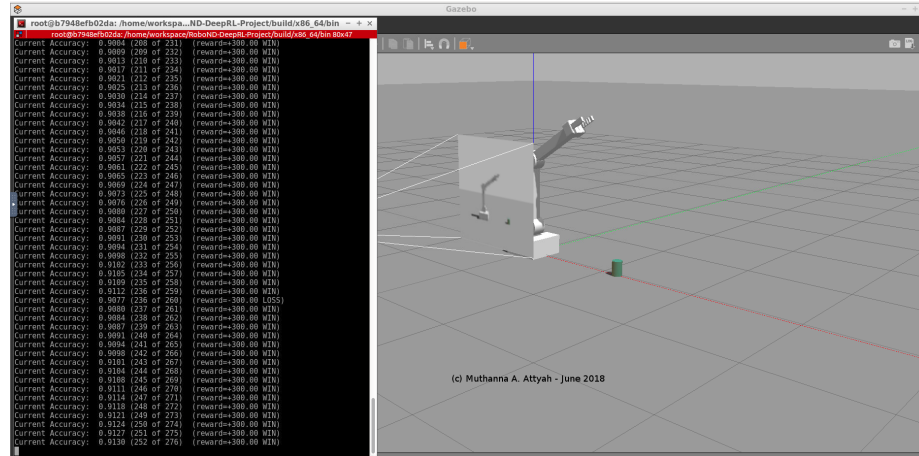 Gazebo
root@b7948efb02da: /home/workspa...ND-DeepRL-Project/build/x86_64/bin
root@b7948efb02da: /home/workspace/RoboND-DeepRL-Project/build/x86_64/bin 80x47
Current Accuracy: 0.9004 (208 of 231) (reward=+300.00 WIN)
Current Accuracy: 0.9009 (209 of 232) (reward=+300.00 WIN)
Current Accuracy: 0.9013 (210 of 233) (reward=+300.00 WIN)
Current Accuracy: 0.9017 (211 of 234) (reward=+300.00 WIN)
Current Accuracy: 0.9021 (212 of 235) (reward=+300.00 WIN)
Current Accuracy: 0.9025 (213 of 236) (reward=+300.00 WIN)
Current Accuracy: 0.9030 (214 of 237) (reward=+300.00 WIN)
Current Accuracy: 0.9034 (215 of 238) (reward=+300.00 WIN)
Current Accuracy: 0.9038 (216 of 239) (reward=+300.00 WIN)
Current Accuracy: 0.9042 (217 of 240) (reward=+300.00 WIN)
Current Accuracy: 0.9046 (218 of 241) (reward=+300.00 WIN)
Current Accuracy: 0.9050 (219 of 242) (reward=+300.00 WIN)
Current Accuracy: 0.9053 (220 of 243) (reward=+300.00 WIN)
Current Accuracy: 0.9057 (221 of 244) (reward=+300.00 WIN)
Current Accuracy: 0.9061 (222 of 245) (reward=+300.00 WIN)
Current Accuracy: 0.9065 (223 of 246) (reward=+300.00 WIN)
Current Accuracy: 0.9069 (224 of 247) (reward=+300.00 WIN)
Current Accuracy: 0.9073 (225 of 248) (reward=+300.00 WIN)
Current Accuracy: 0.9076 (226 of 249) (reward=+300.00 WIN)
Current Accuracy: 0.9080 (227 of 250) (reward=+300.00 WIN)
Current Accuracy: 0.9084 (228 of 251) (reward=+300.00 WIN)
Current Accuracy: 0.9087 (229 of 252) (reward=+300.00 WIN)
Current Accuracy: 0.9091 (230 of 253) (reward=+300.00 WIN)
Current Accuracy: 0.9094 (231 of 254) (reward=+300.00 WIN)
Current Accuracy: 0.9098 (232 of 255) (reward=+300.00 WIN)
Current Accuracy: 0.9102 (233 of 256) (reward=+300.00 WIN)
Current Accuracy: 0.9105 (234 of 257) (reward=+300.00 WIN)
Current Accuracy: 0.9109 (235 of 258) (reward=+300.00 WIN)
Current Accuracy: 0.9112 (236 of 259) (reward=+300.00 WIN)
Current Accuracy: 0.9077 (236 of 260) (reward=-300.00 LOSS)
Current Accuracy: 0.9080 (237 of 261) (reward=+300.00 WIN)
Current Accuracy: 0.9084 (238 of 262) (reward=+300.00 WIN)
Current Accuracy: 0.9087 (239 of 263) (reward=+300.00 WIN)
Current Accuracy: 0.9091 (240 of 264) (reward=+300.00 WIN)
Current Accuracy: 0.9094 (241 of 265) (reward=+300.00 WIN)
Current Accuracy: 0.9098 (242 of 266) (reward=+300.00 WIN)
Current Accuracy: 0.9101 (243 of 267) (reward=+300.00 WIN)
Current Accuracy: 0.9104 (244 of 268) (reward=+300.00 WIN)
Current Accuracy: 0.9108 (245 of 269) (reward=+300.00 WIN)
Current Accuracy: 0.9111 (246 of 270) (reward=+300.00 WIN)
Current Accuracy: 0.9114 (247 of 271) (reward=+300.00 WIN)
Current Accuracy: 0.9118 (248 of 272) (reward=+300.00 WIN)
Current Accuracy: 0.9121 (249 of 273) (reward=+300.00 WIN)
Current Accuracy: 0.9124 (250 of 274) (reward=+300.00 WIN)
Current Accuracy: 0.9127 (251 of 275) (reward=+300.00 WIN)
Current Accuracy: 0.9130 (252 of 276) (reward=+300.00 WIN)
(c) Muthanna A. Attyah - June 2018